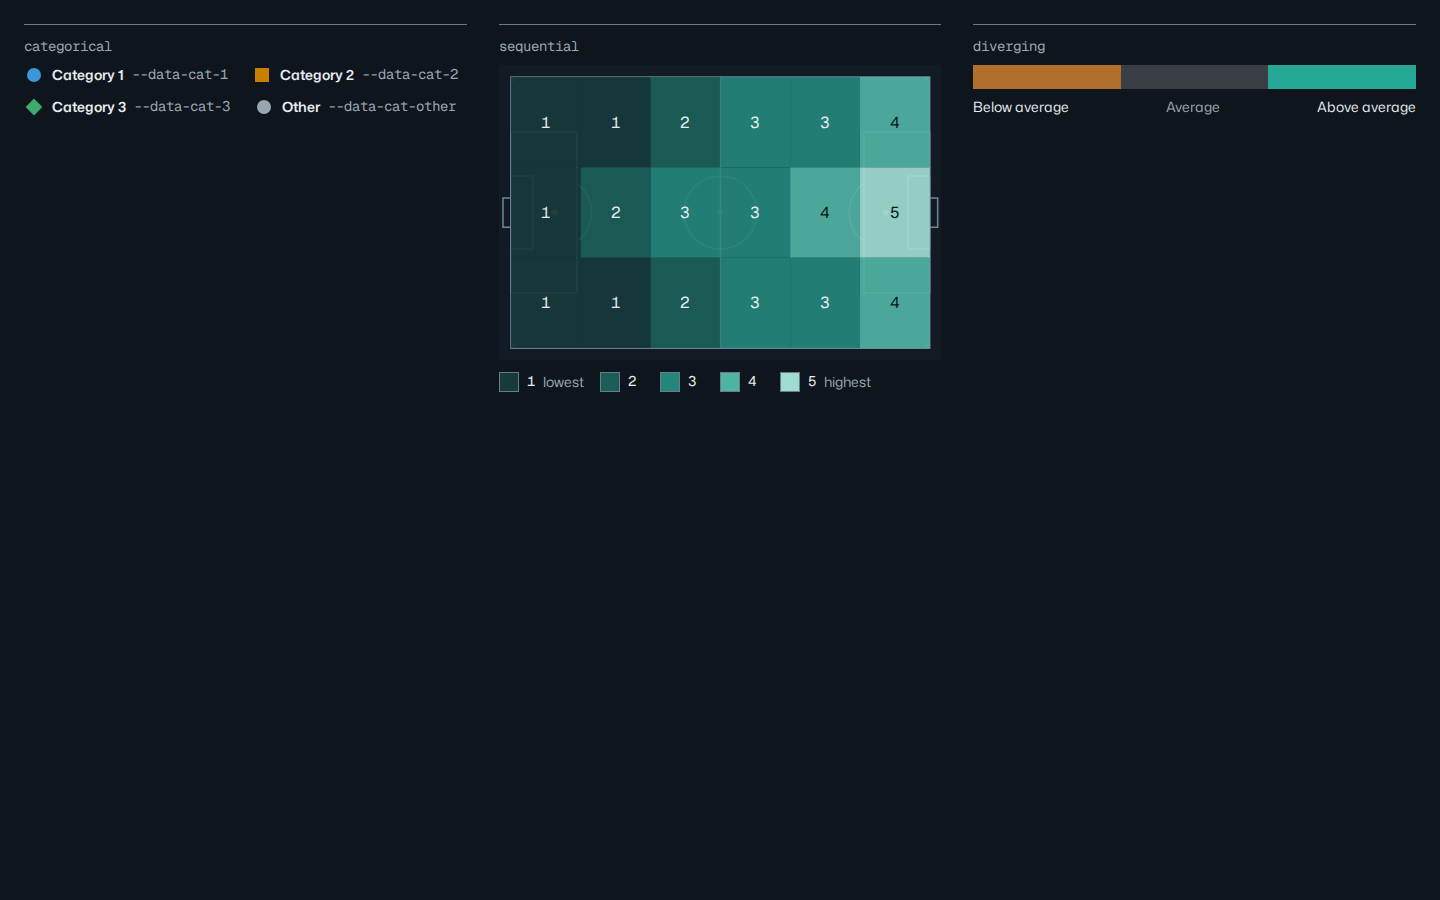 categorical
Category 1 --data-cat-1
Category 2 --data-cat-2
Category 3 --data-cat-3
Other --data-cat-other
sequential
1 1 2 3 3 4
1 2 3 3 4 5
1 1 2 3 3 4
1 lowest 2 3 4 5 highest
diverging
Below average Average Above average